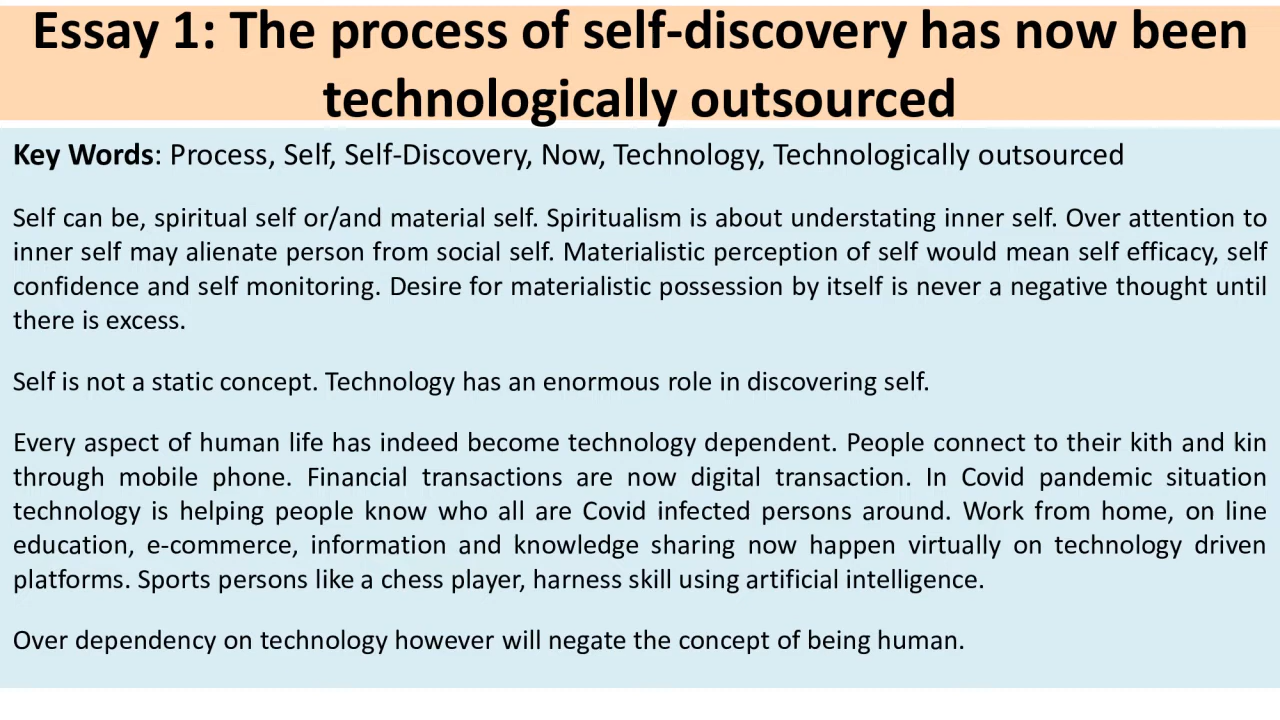 Essay 1: The process of self-discovery has now been
technologically outsourced
Key Words: Process, Self, Self-Discovery, Now, Technology, Technologically outsourced
Self can be, spiritual self or/and material self. Spiritualism is about understating inner self. Over attention to
inner self may alienate person from social self. Materialistic perception of self would mean self efficacy, self
confidence and self monitoring. Desire for materialistic possession by itself is never a negative thought until
there is excess.
Self is not a static concept. Technology has an enormous role in discovering self.
Every aspect of human life has indeed become technology dependent. People connect to their kith and kin
through mobile phone. Financial transactions are now digital transaction. In Covid pandemic situation
technology is helping people know who all are Covid infected persons around. Work from home, on line
education, e-commerce, information and knowledge sharing now happen virtually on technology driven
platforms. Sports persons like a chess player, harness skill using artificial intelligence.
Over dependency on technology however will negate the concept of being human.